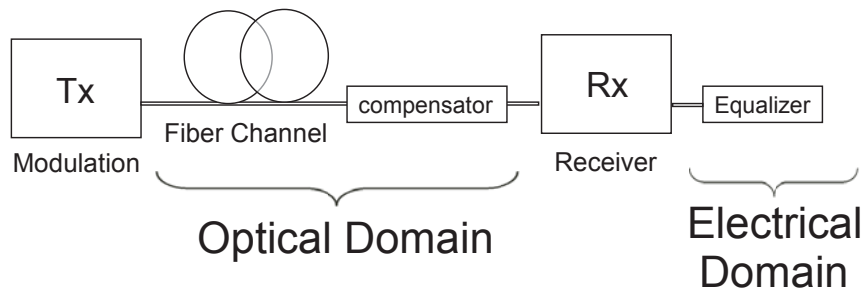 Tx
Rx
compensator
Equalizer
Fiber Channel
Modulation
Receiver
Optical Domain
Electrical
Domain